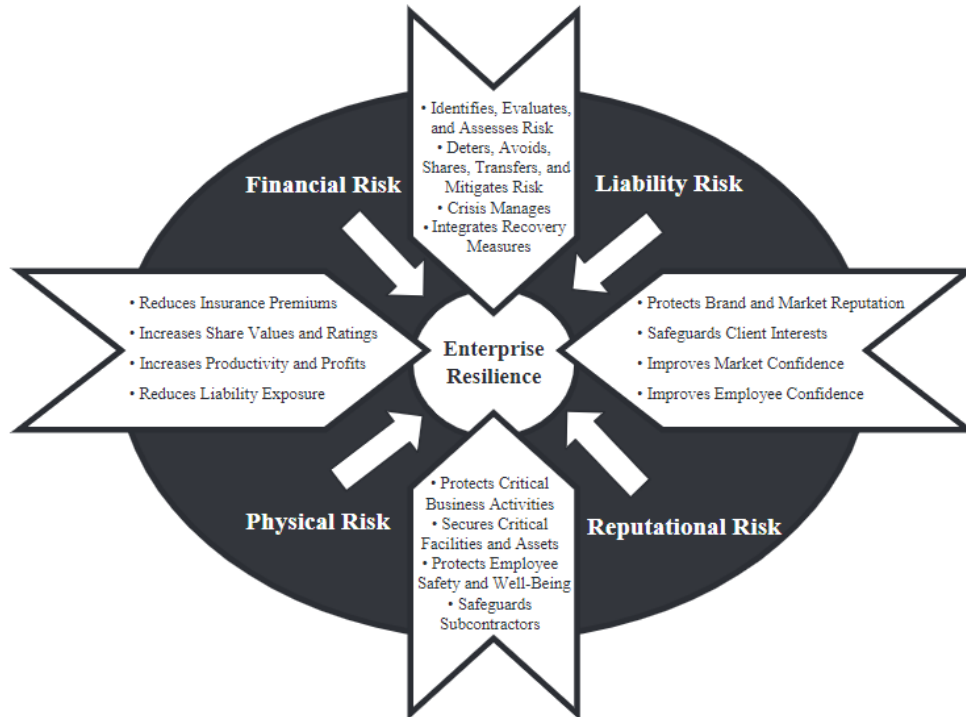 • Identifies, Evaluates,
and Assesses Risk
• Deters, Avoids,
Shares, Transfers, and
Mitigates Risk
• Crisis Manages
• Integrates Recovery
Measures
Financial Risk
Liability Risk
• Reduces Insurance Premiums
• Increases Share Values and Ratings
• Increases Productivity and Profits
• Reduces Liability Exposure
Enterprise
Resilience
• Protects Brand and Market Reputation
• Safeguards Client Interests
• Improves Market Confidence
• Improves Employee Confidence
Physical Risk
Reputational Risk
• Protects Critical
Business Activities
• Secures Critical
Facilities and Assets
• Protects Employee
Safety and Well-Being
• Safeguards
Subcontractors